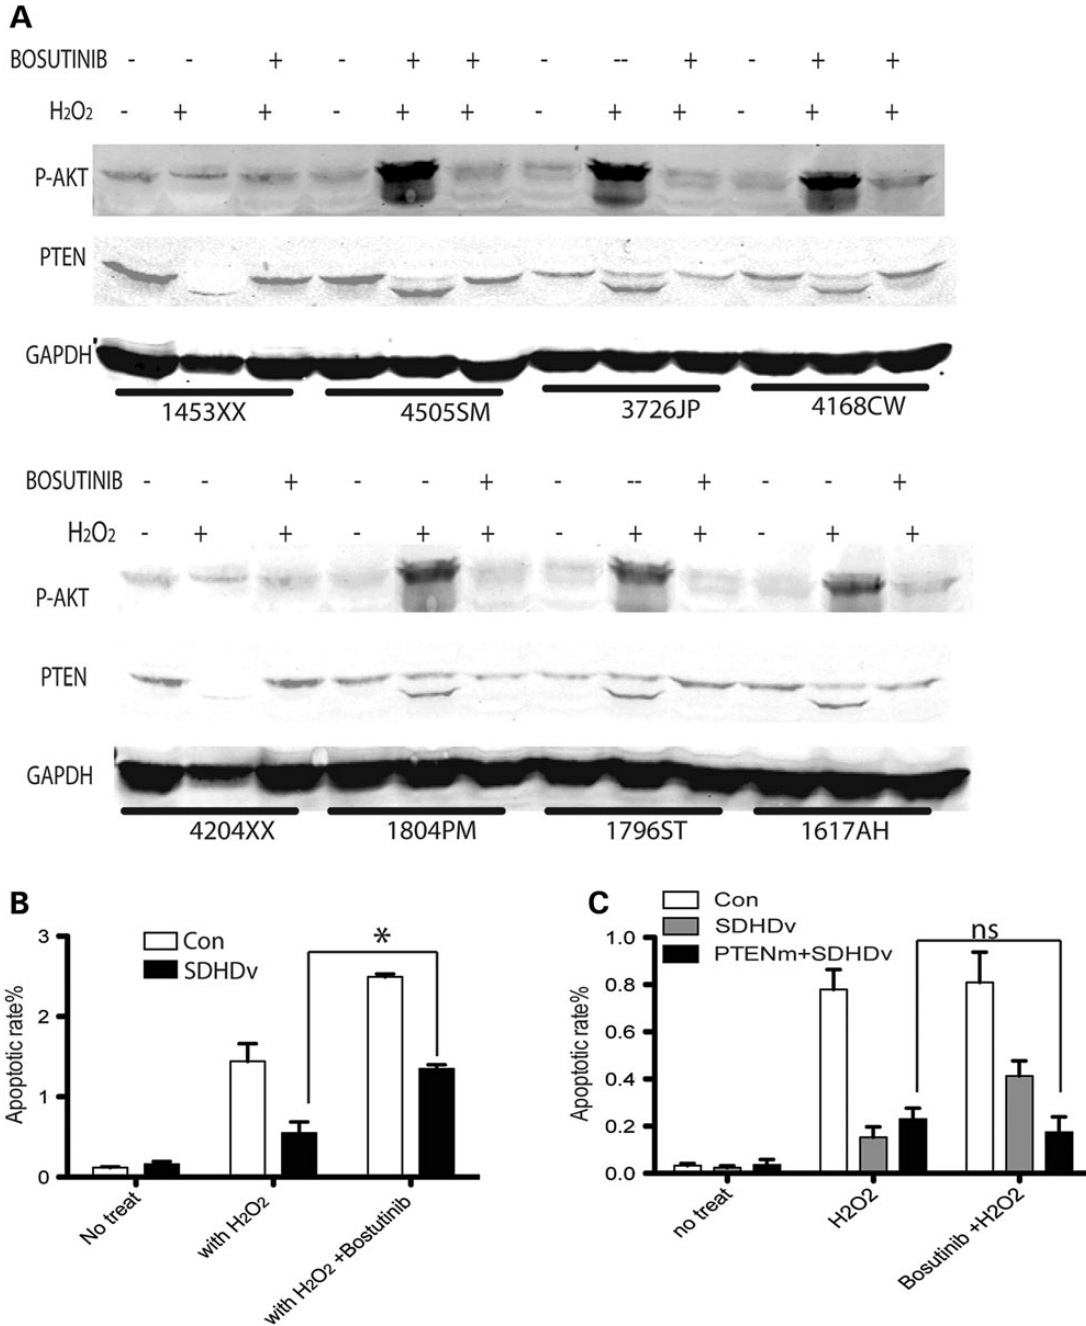 A
BOSUTINIB - - + - + + - -- + - + +
H2O2 - + + - + + - + + - + +
P-AKT
PTEN
GAPDH
1453XX 4505SM 3726JP 4168CW
BOSUTINIB - - + - - + - -- + - - +
H2O2 - + + - + + - + + - + +
P-AKT
PTEN
GAPDH
4204XX 1804PM 1796ST 1617AH
B
Con
SDHDv
*
Apoptotic rate%
3
2
1
0
No treat
with H2O2
with H2O2 +Bostutinib
C
Con
SDHDv
PTENm+SDHDv
ns
Apoptotic rate%
1.0
0.8
0.6
0.4
0.2
0.0
no treat
H2O2
Bosutinib +H2O2